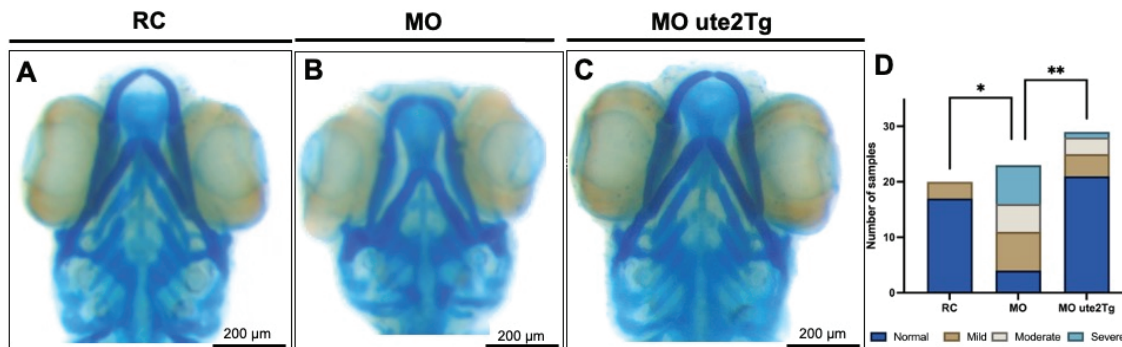 RC
MO
MO ute2Tg
A
200 µm
B
200 µm
C
200 µm
D
*
**
Number of samples
30
20
10
0
RC MO MO ute2Tg
Normal Mild Moderate Severe